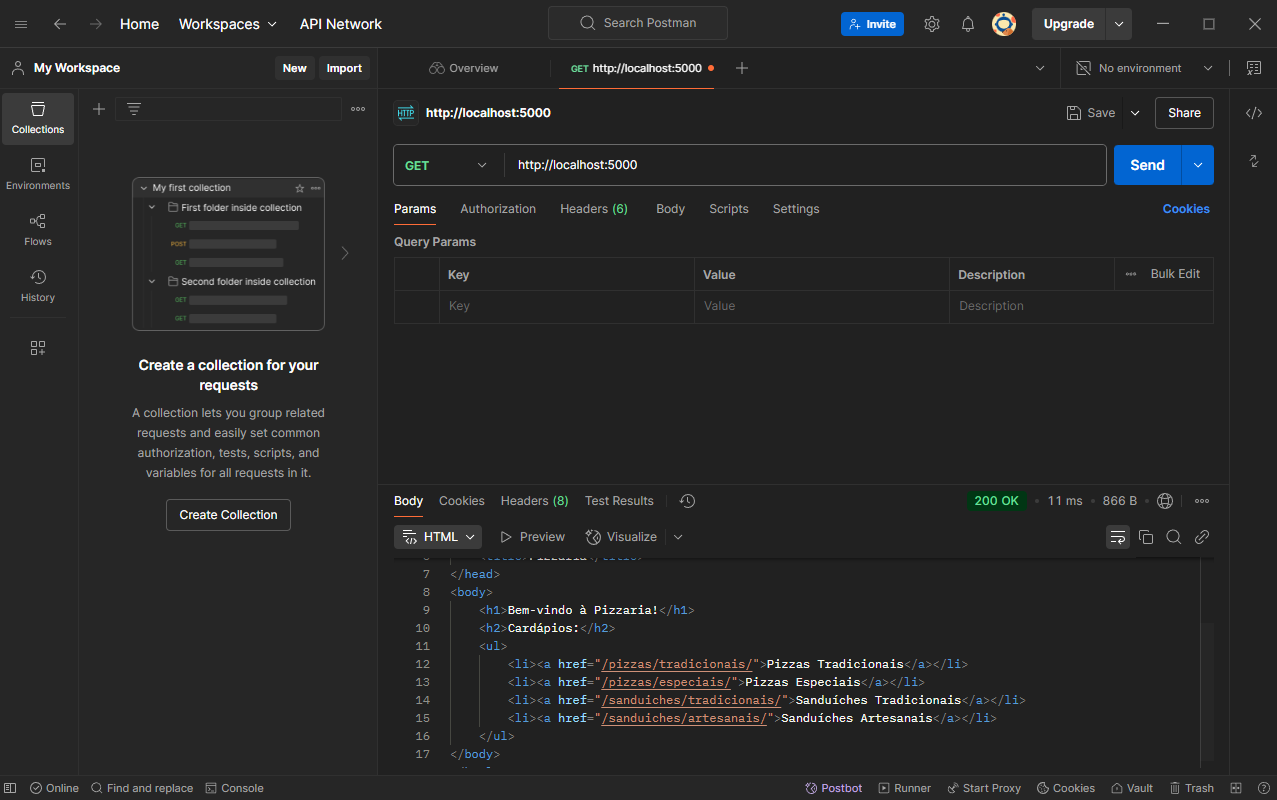 Home Workspaces API Network Search Postman Invite Upgrade
My Workspace New Import Overview GET http://localhost:5000 No environment
Collections
Environments
Flows
History
My first collection
First folder inside collection
GET
POST
GET
Second folder inside collection
GET
GET
Create a collection for your
requests
A collection lets you group related
requests and easily set common
authorization, tests, scripts, and
variables for all requests in it.
Create Collection
HTTP http://localhost:5000 Save Share
GET http://localhost:5000 Send
Params Authorization Headers (6) Body Scripts Settings Cookies
Query Params
Key Value Description Bulk Edit
Key Value Description
Body Cookies Headers (8) Test Results 200 OK 11 ms 866 B
HTML Preview Visualize
7 </head>
8 <body>
9 <h1>Bem-vindo à Pizzaria!</h1>
10 <h2>Cardápios:</h2>
11 <ul>
12 <li><a href="/pizzas/tradicionais/">Pizzas Tradicionais</a></li>
13 <li><a href="/pizzas/especiais/">Pizzas Especiais</a></li>
14 <li><a href="/sanduiches/tradicionais/">Sanduíches Tradicionais</a></li>
15 <li><a href="/sanduiches/artesanais/">Sanduíches Artesanais</a></li>
16 </ul>
17 </body>
Online Find and replace Console Postbot Runner Start Proxy Cookies Vault Trash